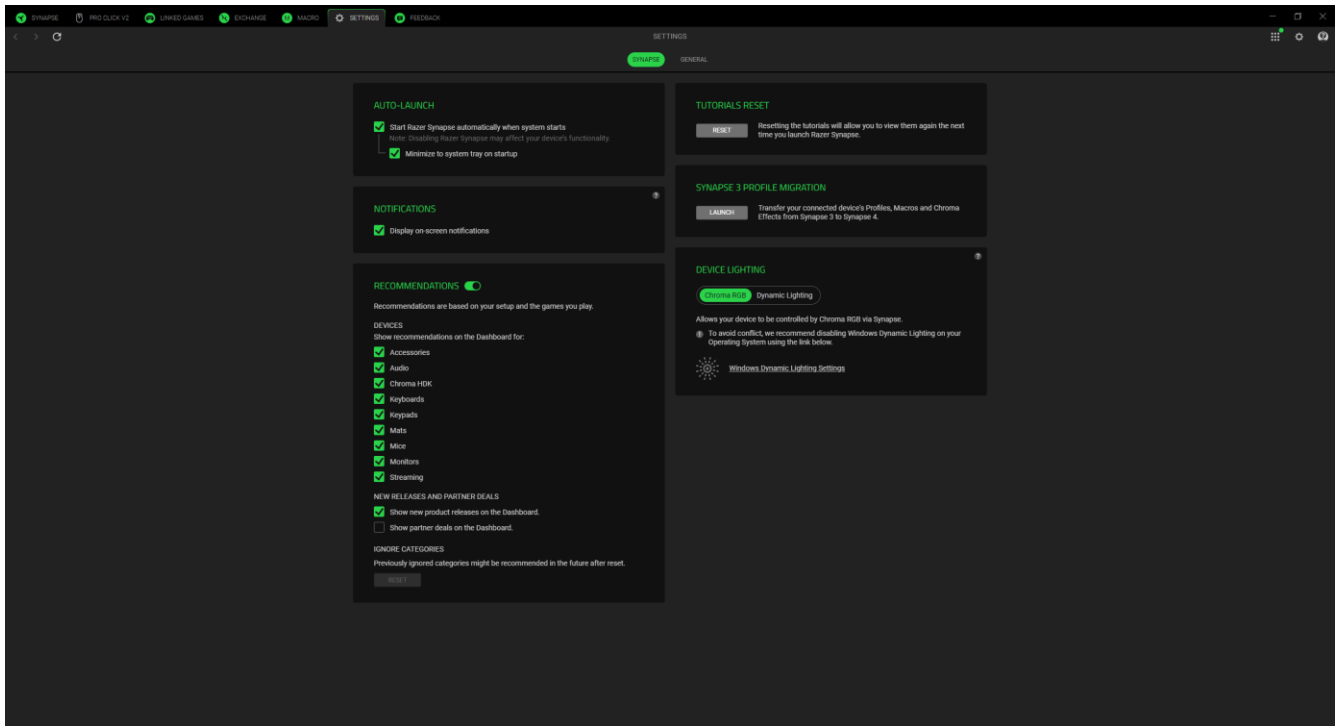 SYNAPSE
PRO CLICK V2
LINKED GAMES
EXCHANGE
MACRO
SETTINGS
FEEDBACK
SETTINGS
SYNAPSE
GENERAL
AUTO-LAUNCH
Start Razer Synapse automatically when system starts
Note: Disabling Razer Synapse may affect your device's functionality.
Minimize to system tray on startup
NOTIFICATIONS
Display on-screen notifications
RECOMMENDATIONS
Recommendations are based on your setup and the games you play.
DEVICES
Show recommendations on the Dashboard for:
Accessories
Audio
Chroma HDK
Keyboards
Keypads
Mats
Mice
Monitors
Streaming
NEW RELEASES AND PARTNER DEALS
Show new product releases on the Dashboard.
Show partner deals on the Dashboard.
IGNORE CATEGORIES
Previously ignored categories might be recommended in the future after reset.
RESET
TUTORIALS RESET
RESET
Resetting the tutorials will allow you to view them again the next
time you launch Razer Synapse.
SYNAPSE 3 PROFILE MIGRATION
LAUNCH
Transfer your connected device's Profiles, Macros and Chroma
Effects from Synapse 3 to Synapse 4.
DEVICE LIGHTING
Chroma RGB
Dynamic Lighting
Allows your device to be controlled by Chroma RGB via Synapse.
To avoid conflict, we recommend disabling Windows Dynamic Lighting on your
Operating System using the link below.
Windows Dynamic Lighting Settings